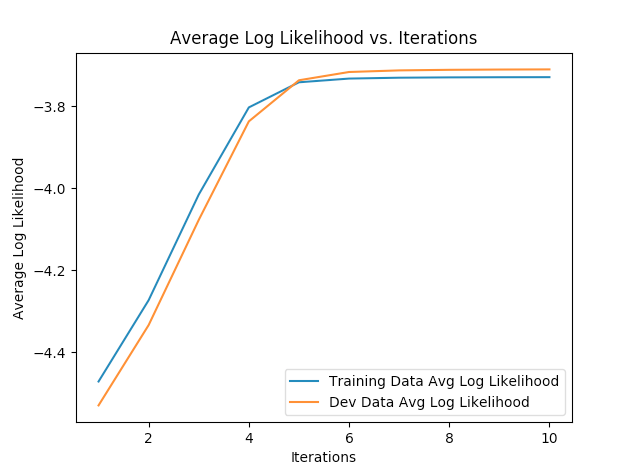 Average Log Likelihood vs. Iterations
Average Log Likelihood
−3.8
−4.0
−4.2
−4.4
2
4
6
8
10
Iterations
Training Data Avg Log Likelihood
Dev Data Avg Log Likelihood